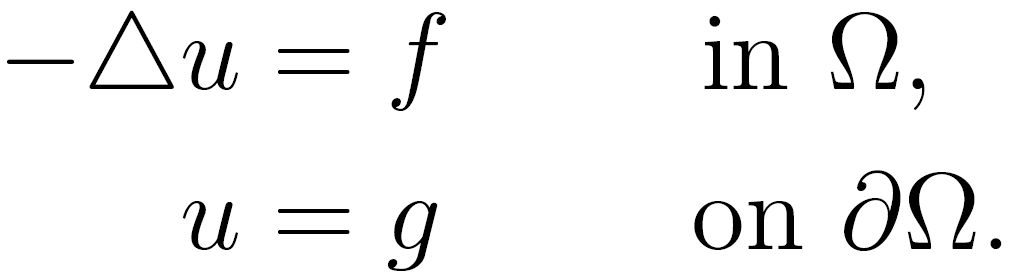 −△u = f in Ω,
u = g on ∂Ω.